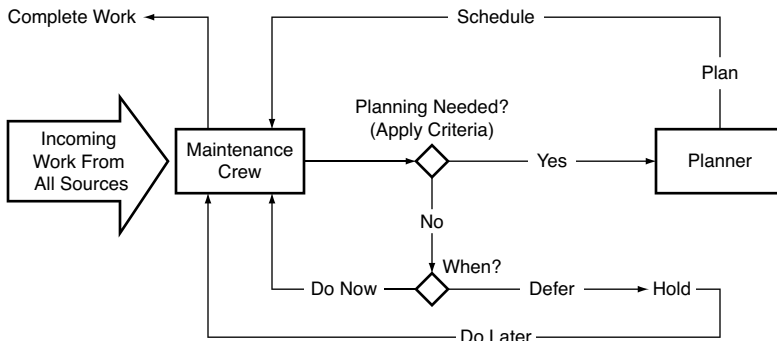 Complete Work
Schedule
Plan
Planning Needed?
(Apply Criteria)
Incoming
Work From
All Sources
Maintenance
Crew
Yes
Planner
No
When?
Do Now
Defer
Hold
Do Later